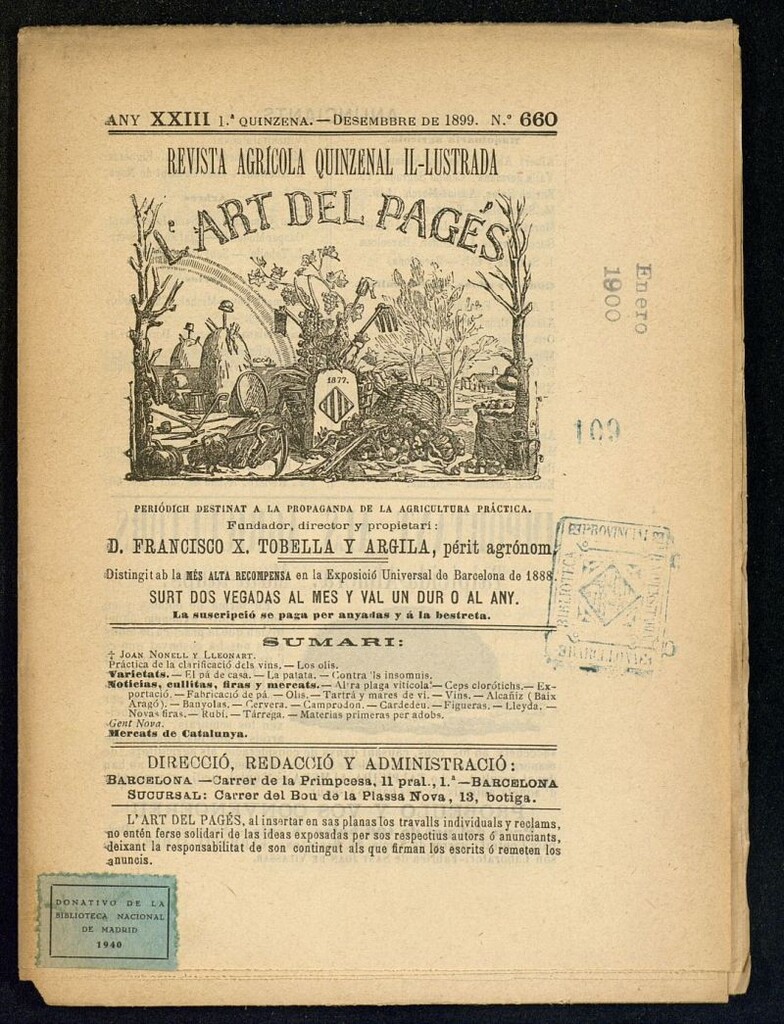 ANY XXIII 1.ª QUINZENA. — DESEMBBRE DE 1899. N.º 660
REVISTA AGRÍCOLA QUINZENAL IL-LUSTRADA
L'ART DEL PAGÉS
1877.
PERIÓDICH DESTINAT A LA PROPAGANDA DE LA AGRICULTURA PRÁCTICA.
Fundador, director y propietari:
D. FRANCISCO X. TOBELLA Y ARGILA, périt agrónom.
Distingit ab la MÉS ALTA RECOMPENSA en la Exposició Universal de Barcelona de 1888.
SURT DOS VEGADAS AL MES Y VAL UN DUR O AL ANY.
La suscripció se paga per anyadas y á la bestreta.
SUMARI:
† JOAN NONELL Y LLEONART.
Práctica de la clarificació dels vins. — Los olis.
Varietats. — El pá de casa. — La patata. — Contra 'ls insomuis.
Noticias, cullitas, firas y mercats. — Altra plaga vitícola — Ceps clorótichs. — Ex-
portació. — Fabricació de pá. — Olis. — Tartrá y mares de vi. — Vins. — Alcañiz (Baix
Aragó). — Banyolas. — Cervera. — Camprodon. — Cardedeu. — Figueras. — Lleyda. —
Novas firas. — Rubí. — Tárrega. — Materias primeras per adobs.
Gent Nova.
Mercats de Catalunya.
DIRECCIÓ, REDACCIÓ Y ADMINISTRACIÓ:
BARCELONA — Carrer de la Primpcesa, 11 pral., 1.ª — BARCELONA
SUCURSAL: Carrer del Bou de la Plassa Nova, 13, botiga.
L'ART DEL PAGÉS, al insertar en sas planas los travalls individuals y reclams,
no entén ferse solidari de las ideas exposadas per sos respectius autors ó anunciants,
deixant la responsabilitat de son contingut als que firman los escrits ó remeten los
anuncis.
Enero
1900
109
BIBLIOTECA
DONATIVO DE LA
BIBLIOTECA NACIONAL
DE MADRID
1940